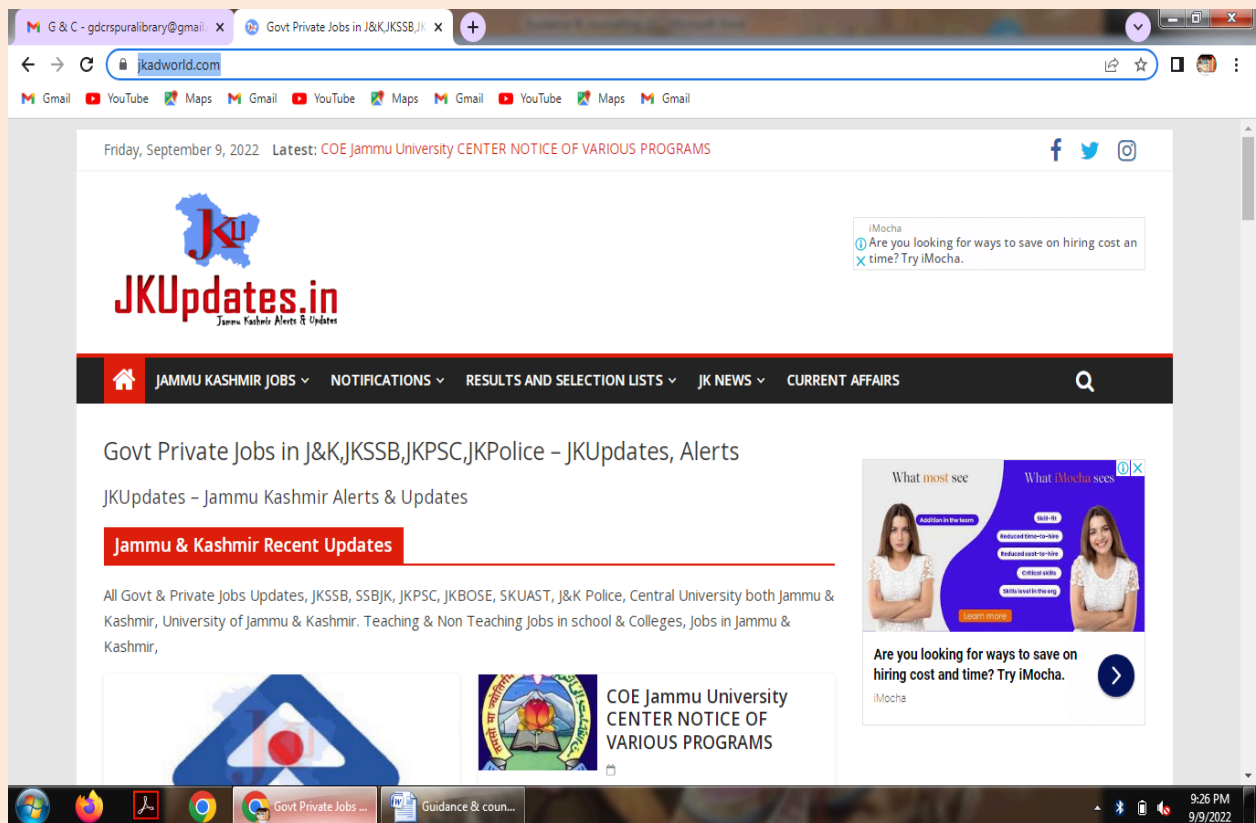 G & C - gdcrspuralibrary@gmail.
Govt Private Jobs in J&K,JKSSB,JK
jkadworld.com
Gmail YouTube Maps Gmail YouTube Maps Gmail YouTube Maps Gmail
Friday, September 9, 2022 Latest: COE Jammu University CENTER NOTICE OF VARIOUS PROGRAMS
JKU
JKUpdates.in
Jammu Kashmir Alerts & Updates
iMocha
Are you looking for ways to save on hiring cost an
time? Try iMocha.
JAMMU KASHMIR JOBS NOTIFICATIONS RESULTS AND SELECTION LISTS JK NEWS CURRENT AFFAIRS
Govt Private Jobs in J&K,JKSSB,JKPSC,JKPolice – JKUpdates, Alerts
JKUpdates – Jammu Kashmir Alerts & Updates
Jammu & Kashmir Recent Updates
All Govt & Private Jobs Updates, JKSSB, SSBJK, JKPSC, JKBOSE, SKUAST, J&K Police, Central University both Jammu &
Kashmir, University of Jammu & Kashmir. Teaching & Non Teaching Jobs in school & Colleges, Jobs in Jammu &
Kashmir,
COE Jammu University
CENTER NOTICE OF
VARIOUS PROGRAMS
What most see
What iMocha sees
Addition in the team
Skill-fit
Reduced time-to-hire
Reduced cost-to-hire
Critical skills
Skills level in the org
Learn more
Are you looking for ways to save on
hiring cost and time? Try iMocha.
iMocha
Govt Private Jobs ...
Guidance & coun...
9:26 PM
9/9/2022